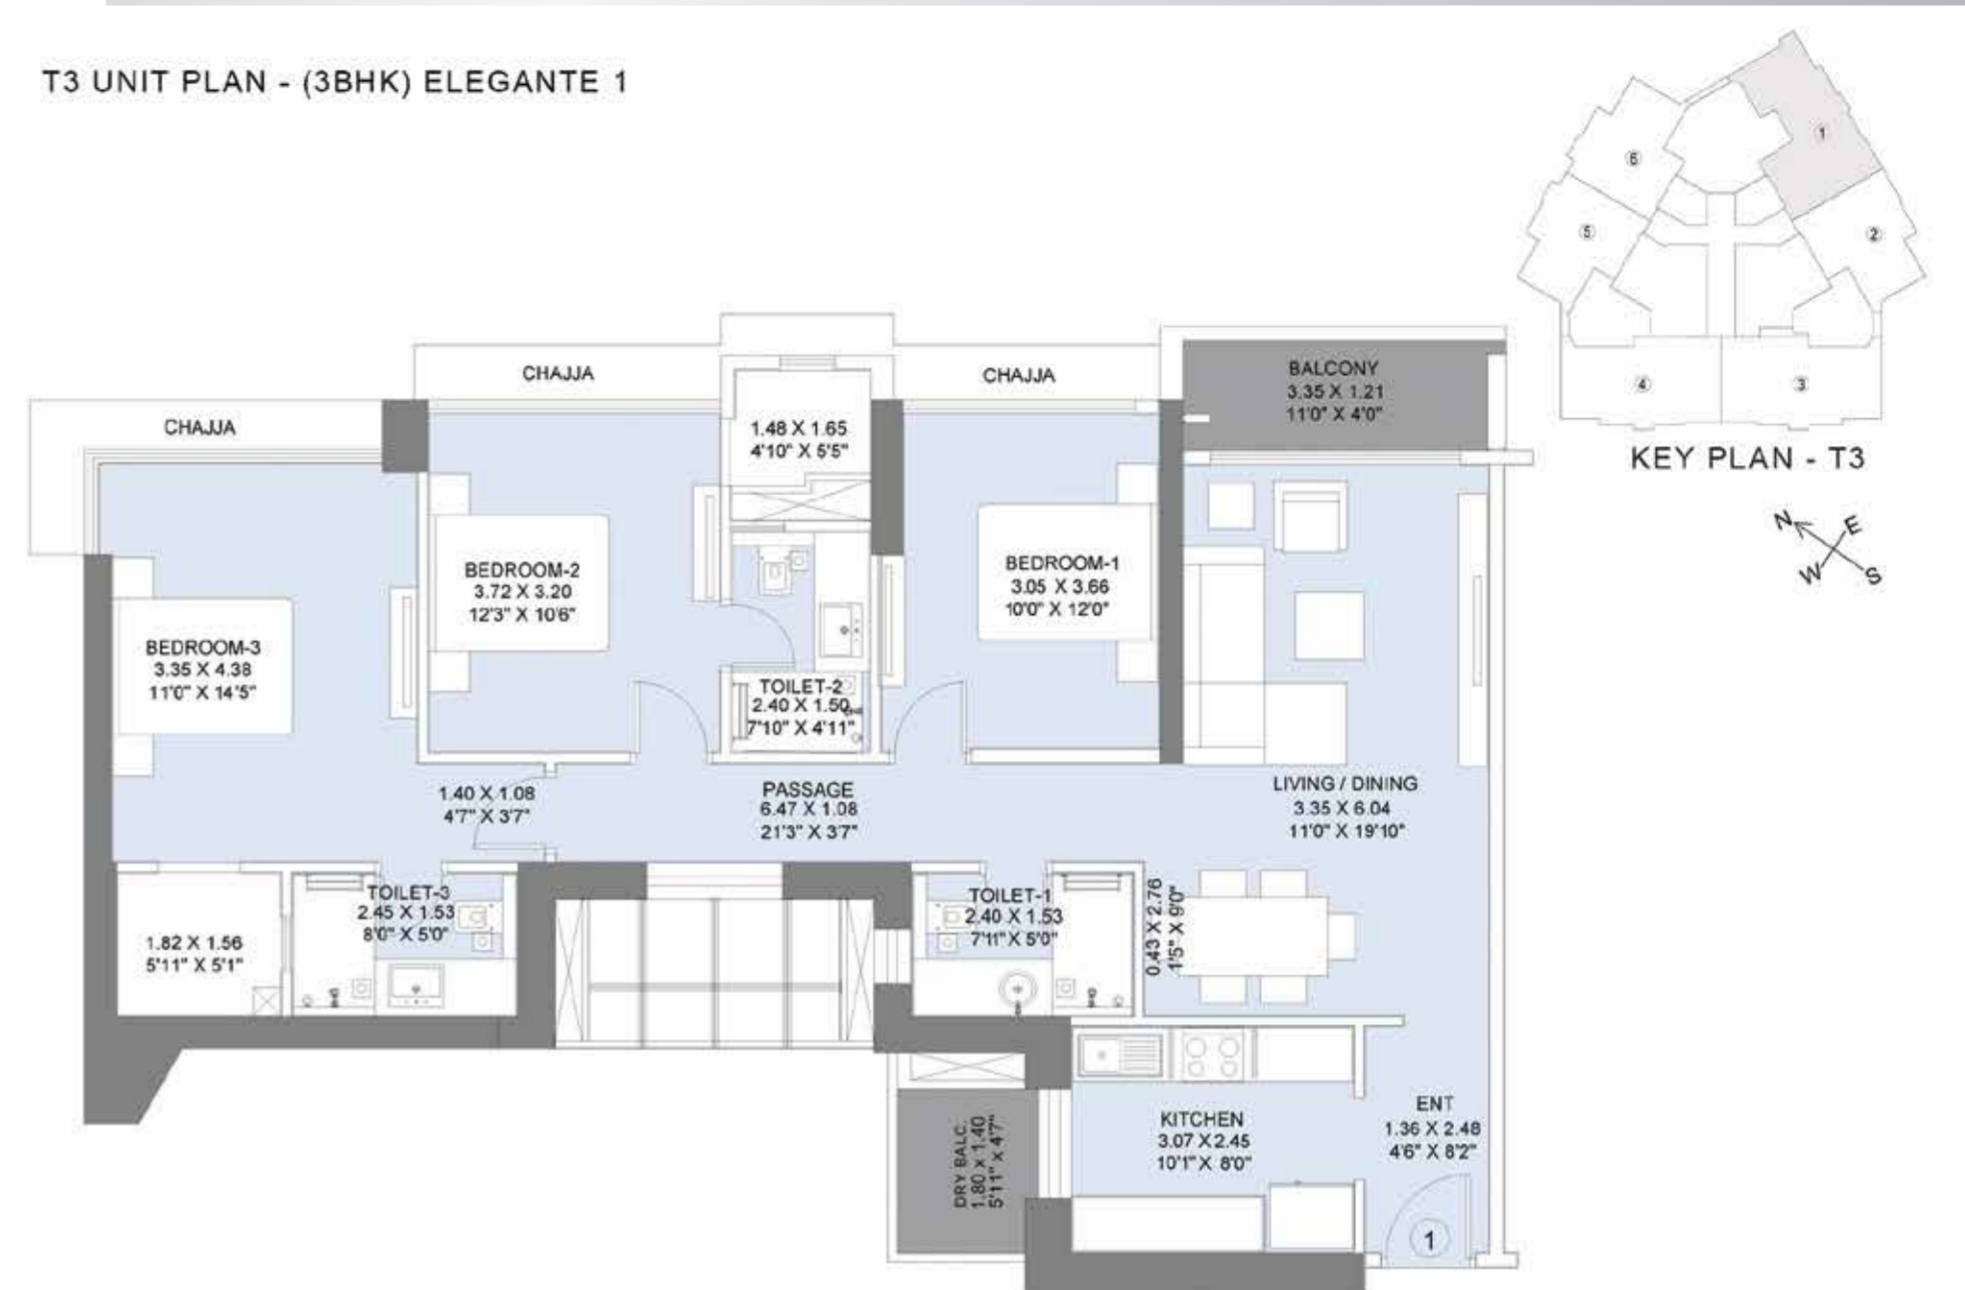 T3 UNIT PLAN - (3BHK) ELEGANTE 1
1
6
5
2
4
3
KEY PLAN - T3
N
E
W
S
CHAJJA
CHAJJA
CHAJJA
BALCONY
3.35 X 1.21
11'0" X 4'0"
1.48 X 1.65
4'10" X 5'5"
BEDROOM-1
3.05 X 3.66
10'0" X 12'0"
BEDROOM-2
3.72 X 3.20
12'3" X 10'6"
BEDROOM-3
3.35 X 4.38
11'0" X 14'5"
TOILET-2
2.40 X 1.50
7'10" X 4'11"
1.40 X 1.08
4'7" X 3'7"
PASSAGE
6.47 X 1.08
21'3" X 3'7"
LIVING / DINING
3.35 X 6.04
11'0" X 19'10"
TOILET-3
2.45 X 1.53
8'0" X 5'0"
1.82 X 1.56
5'11" X 5'1"
TOILET-1
2.40 X 1.53
7'11" X 5'0"
0.43 X 2.76
1'5" X 9'0"
DRY BALC.
1.80 X 1.40
5'11" X 4'7"
KITCHEN
3.07 X 2.45
10'1" X 8'0"
ENT
1.36 X 2.48
4'6" X 8'2"
1